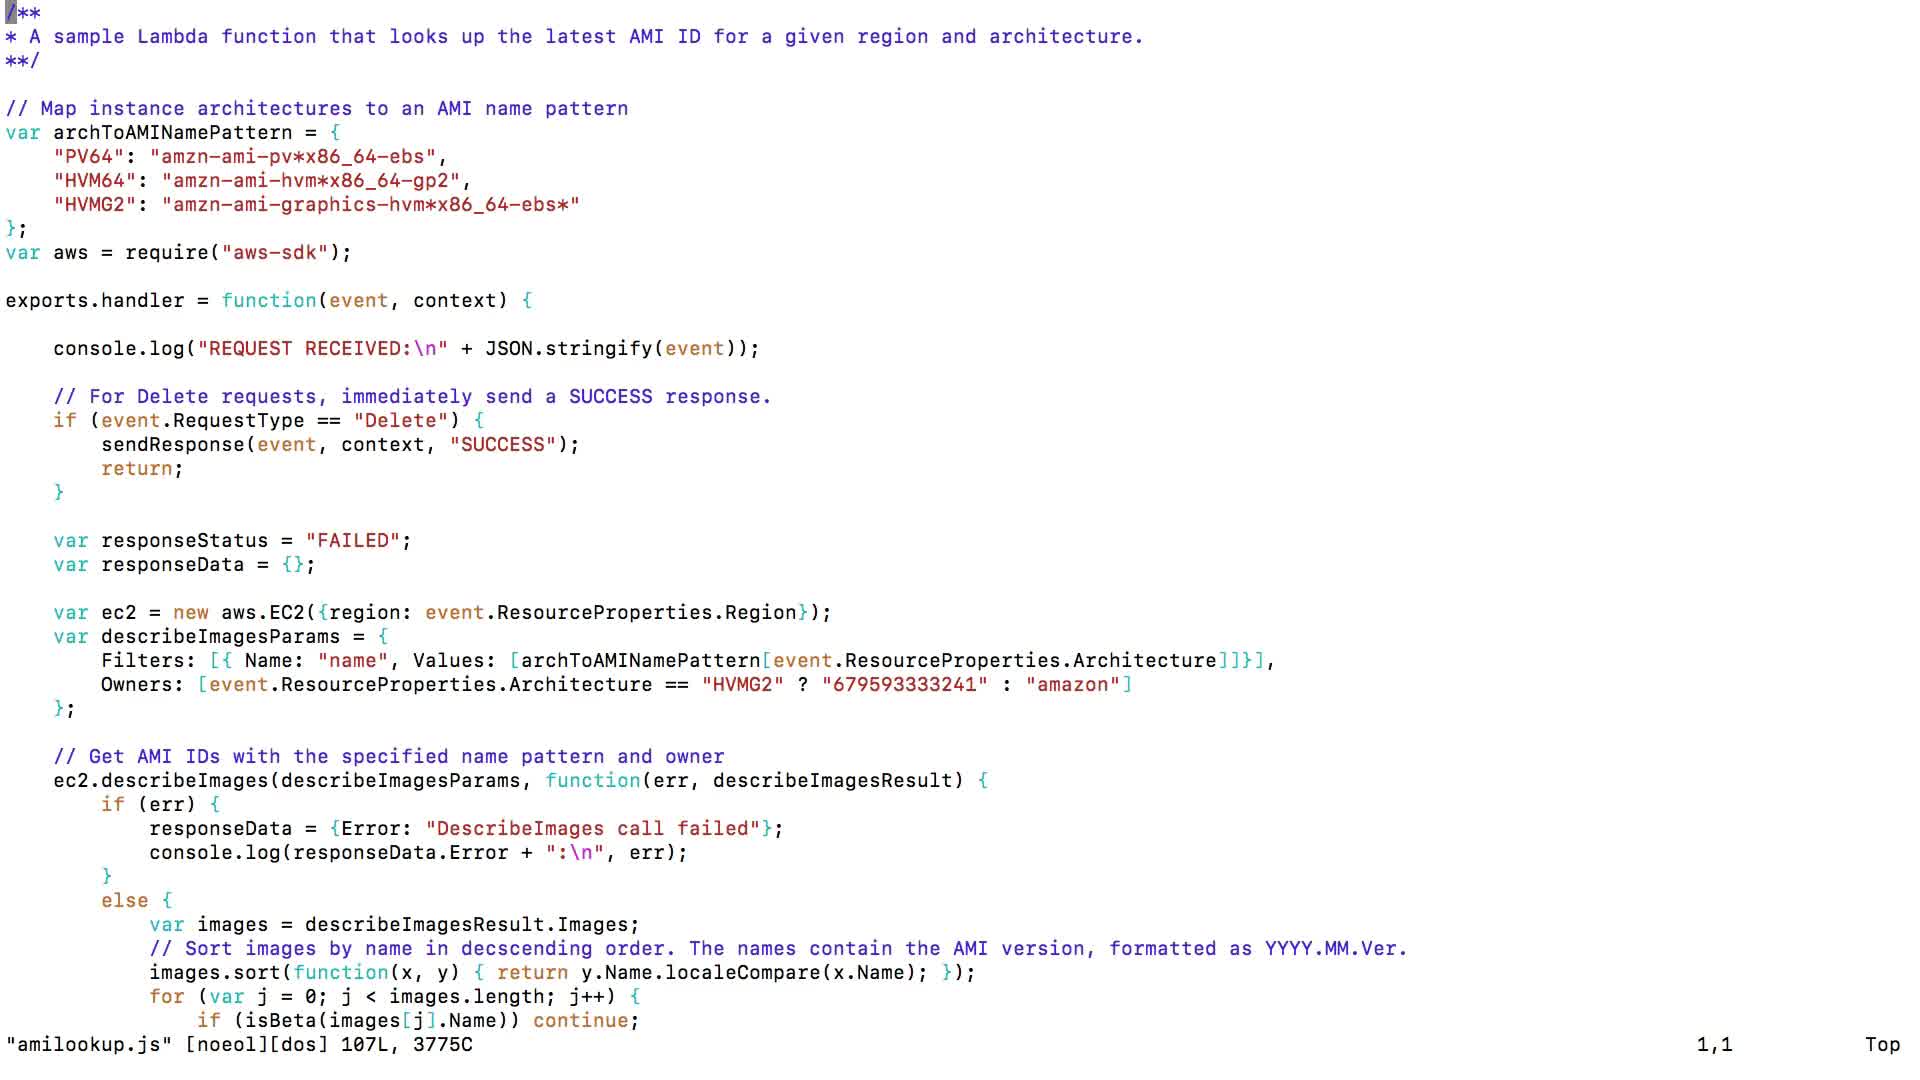 /**
* A sample Lambda function that looks up the latest AMI ID for a given region and architecture.
**/
// Map instance architectures to an AMI name pattern
var archToAMINamePattern = {
    "PV64": "amzn-ami-pv*x86_64-ebs",
    "HVM64": "amzn-ami-hvm*x86_64-gp2",
    "HVMG2": "amzn-ami-graphics-hvm*x86_64-ebs*"
};
var aws = require("aws-sdk");
exports.handler = function(event, context) {
    console.log("REQUEST RECEIVED:\n" + JSON.stringify(event));
    // For Delete requests, immediately send a SUCCESS response.
    if (event.RequestType == "Delete") {
        sendResponse(event, context, "SUCCESS");
        return;
    }
    var responseStatus = "FAILED";
    var responseData = {};
    var ec2 = new aws.EC2({region: event.ResourceProperties.Region});
    var describeImagesParams = {
        Filters: [{ Name: "name", Values: [archToAMINamePattern[event.ResourceProperties.Architecture]]}],
        Owners: [event.ResourceProperties.Architecture == "HVMG2" ? "679593333241" : "amazon"]
    };
    // Get AMI IDs with the specified name pattern and owner
    ec2.describeImages(describeImagesParams, function(err, describeImagesResult) {
        if (err) {
            responseData = {Error: "DescribeImages call failed"};
            console.log(responseData.Error + ":\n", err);
        }
        else {
            var images = describeImagesResult.Images;
            // Sort images by name in decscending order. The names contain the AMI version, formatted as YYYY.MM.Ver.
            images.sort(function(x, y) { return y.Name.localeCompare(x.Name); });
            for (var j = 0; j < images.length; j++) {
                if (isBeta(images[j].Name)) continue;
"amilookup.js" [noeol][dos] 107L, 3775C 1,1 Top